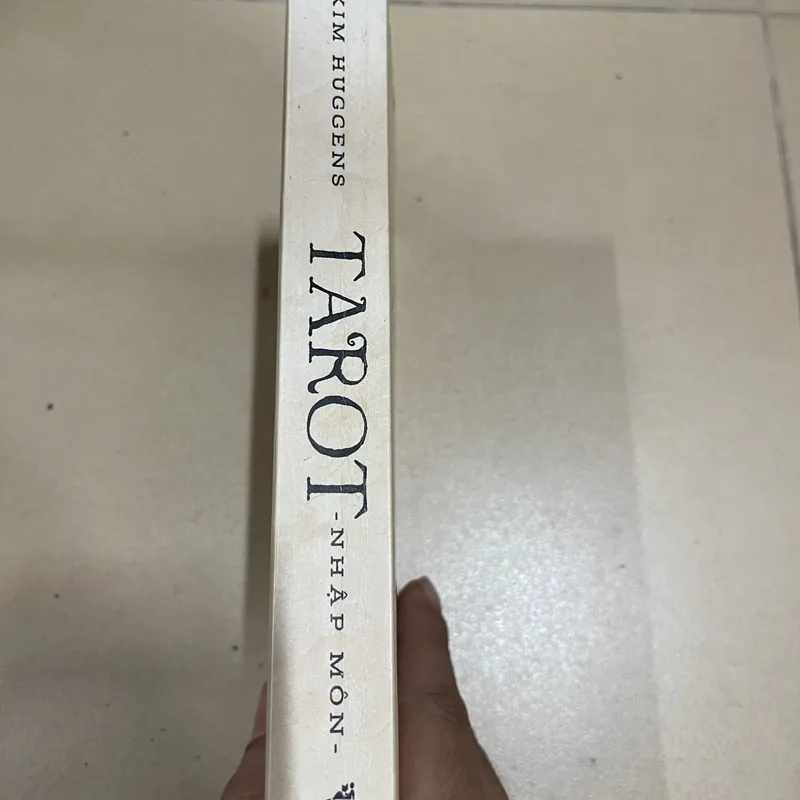 KIM HUGGENS
TAROT
-NHẬP MÔN-